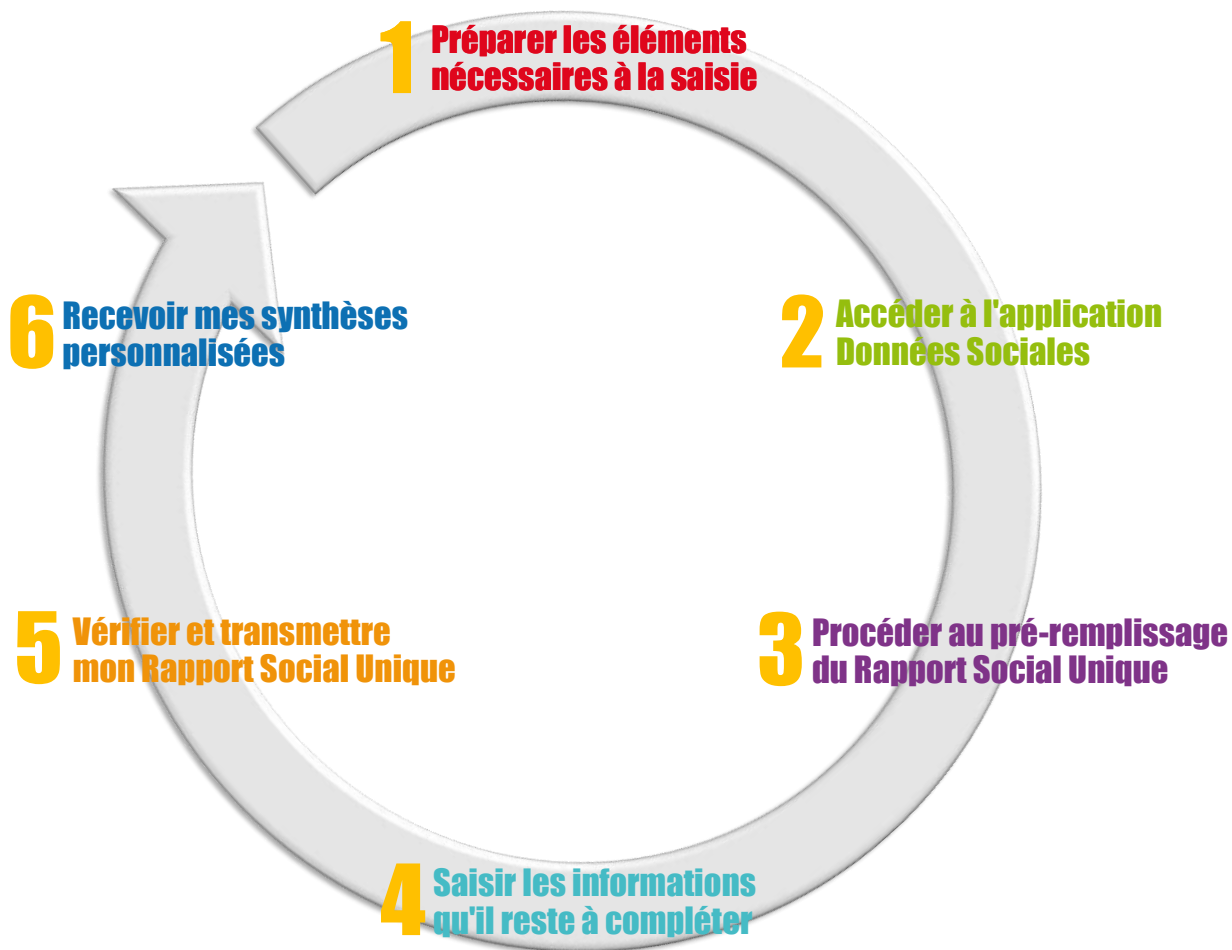 1 Préparer les éléments
nécessaires à la saisie
2 Accéder à l'application
Données Sociales
3 Procéder au pré-remplissage
du Rapport Social Unique
4 Saisir les informations
qu'il reste à compléter
5 Vérifier et transmettre
mon Rapport Social Unique
6 Recevoir mes synthèses
personnalisées